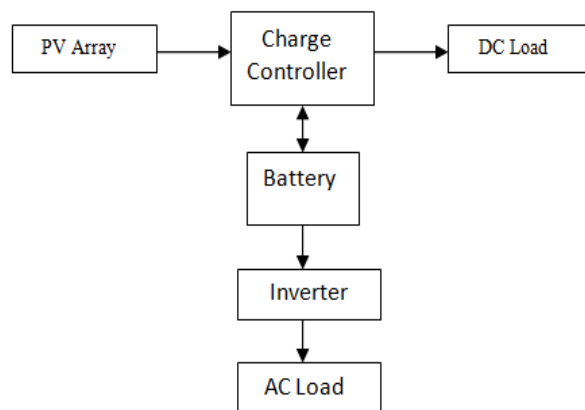 PV Array
Charge
Controller
DC Load
Battery
Inverter
AC Load